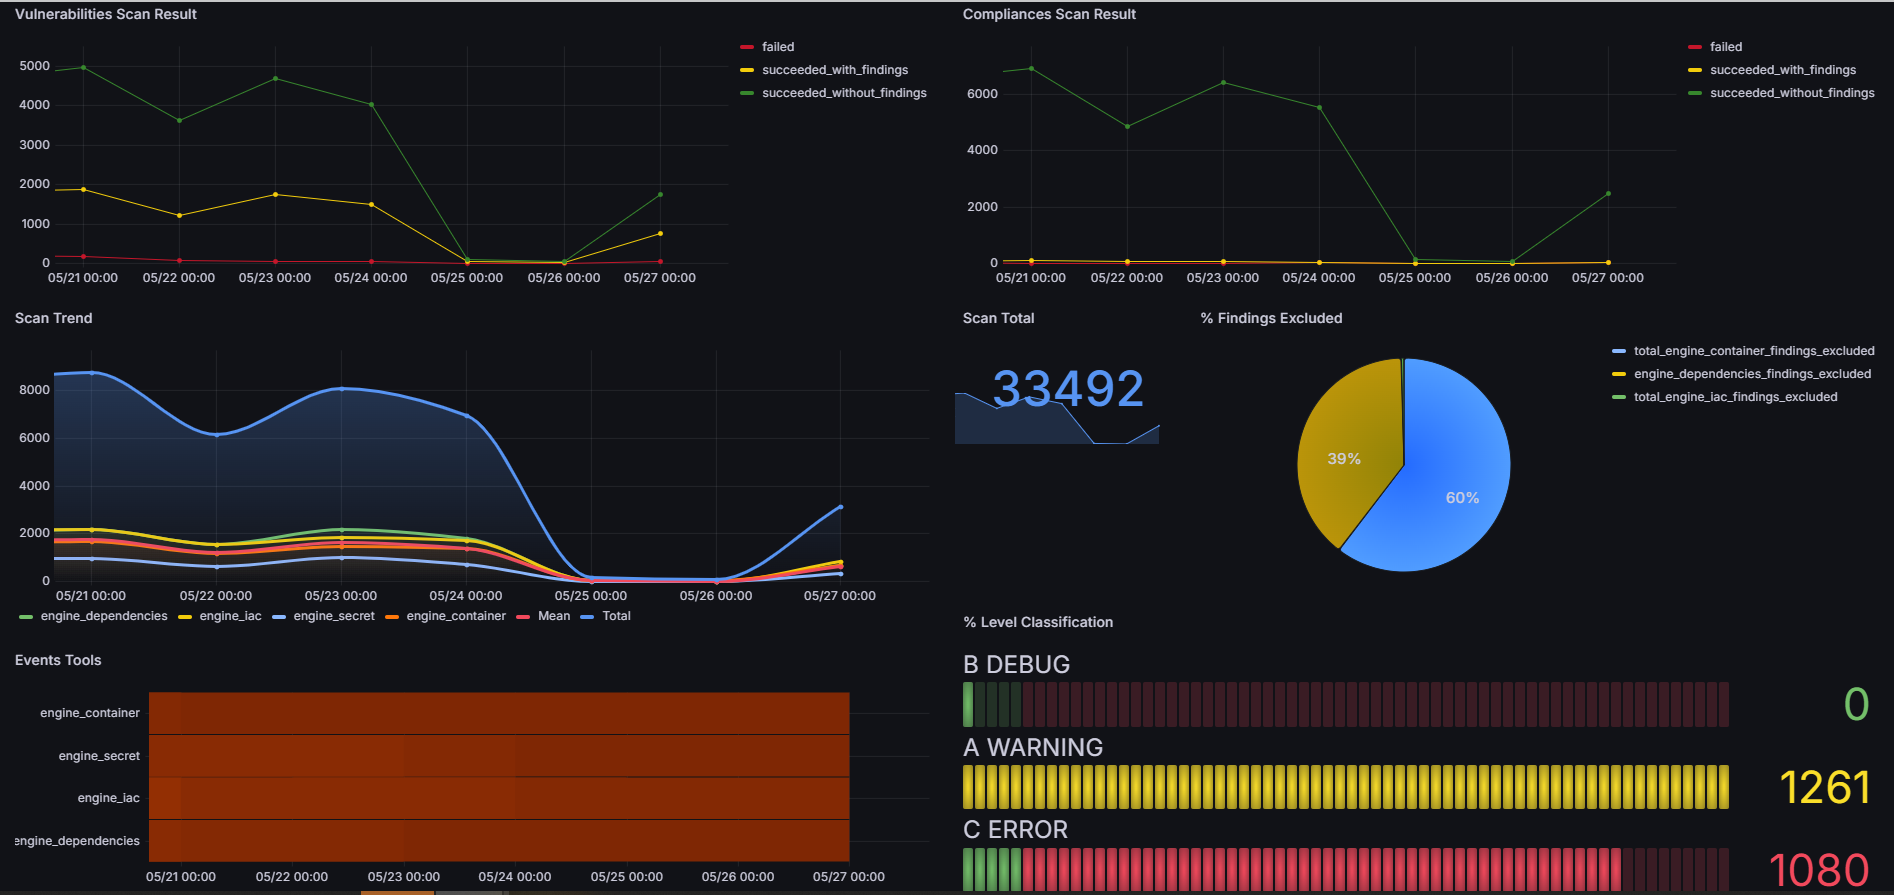 Vulnerabilities Scan Result
5000
4000
3000
2000
1000
0
05/21 00:00 05/22 00:00 05/23 00:00 05/24 00:00 05/25 00:00 05/26 00:00 05/27 00:00
failed
succeeded_with_findings
succeeded_without_findings
Compliances Scan Result
6000
4000
2000
0
05/21 00:00 05/22 00:00 05/23 00:00 05/24 00:00 05/25 00:00 05/26 00:00 05/27 00:00
failed
succeeded_with_findings
succeeded_without_findings
Scan Trend
8000
6000
4000
2000
0
05/21 00:00 05/22 00:00 05/23 00:00 05/24 00:00 05/25 00:00 05/26 00:00 05/27 00:00
engine_dependencies engine_iac engine_secret engine_container Mean Total
Scan Total
33492
% Findings Excluded
39%
60%
total_engine_container_findings_excluded
engine_dependencies_findings_excluded
total_engine_iac_findings_excluded
Events Tools
engine_container
engine_secret
engine_iac
engine_dependencies
05/21 00:00 05/22 00:00 05/23 00:00 05/24 00:00 05/25 00:00 05/26 00:00 05/27 00:00
% Level Classification
B DEBUG
0
A WARNING
1261
C ERROR
1080